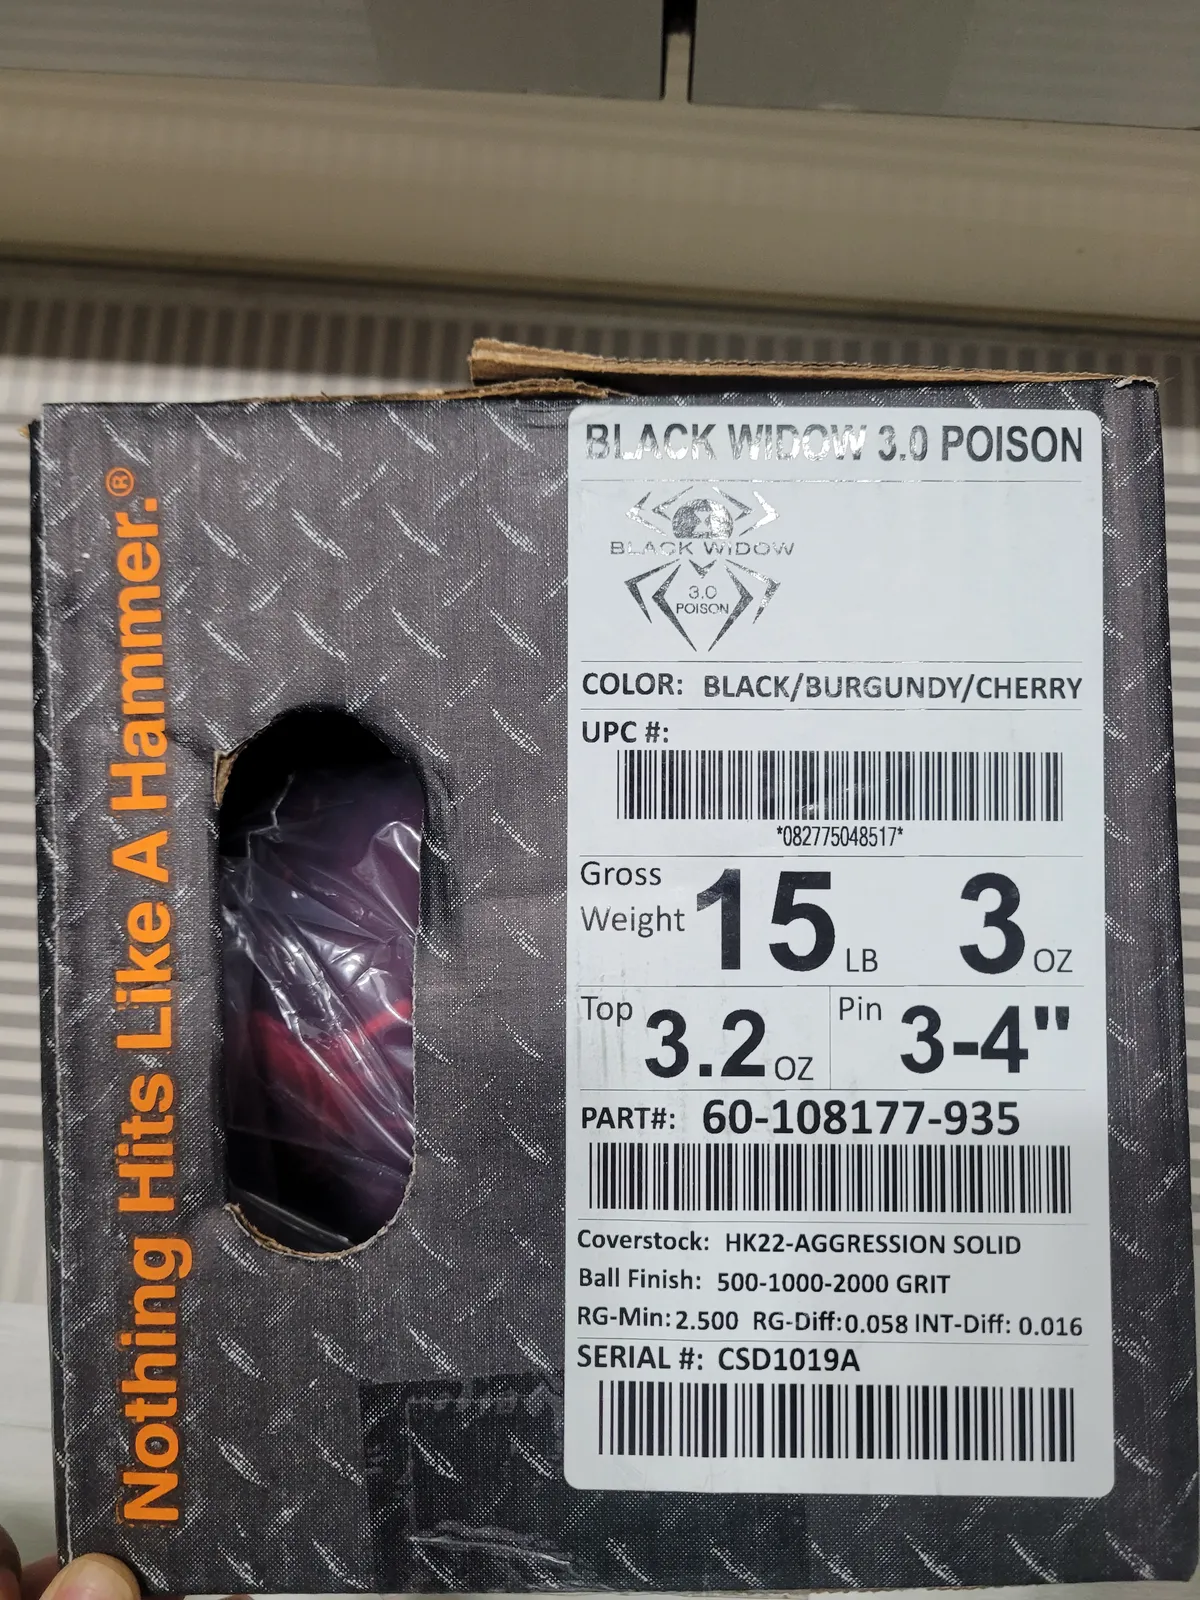 Nothing Hits Like A Hammer.®
BLACK WIDOW 3.0 POISON
BLACK WIDOW
3.0
POISON
COLOR: BLACK/BURGUNDY/CHERRY
UPC #:
*082775048517*
Gross Weight 15 LB 3 OZ
Top 3.2 OZ Pin 3-4"
PART#: 60-108177-935
Coverstock: HK22-AGGRESSION SOLID
Ball Finish: 500-1000-2000 GRIT
RG-Min: 2.500 RG-Diff: 0.058 INT-Diff: 0.016
SERIAL #: CSD1019A